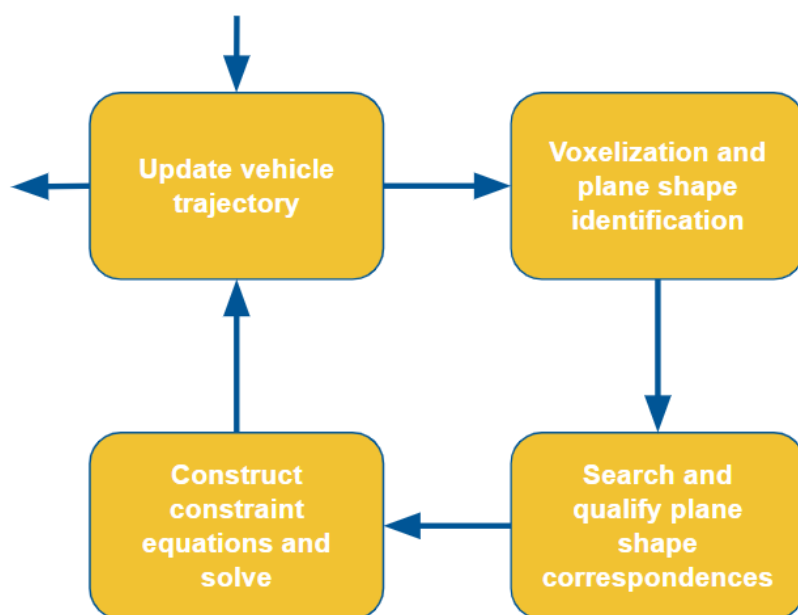 Update vehicle
trajectory
Voxelization and
plane shape
identification
Construct
constraint
equations and
solve
Search and
qualify plane
shape
correspondences